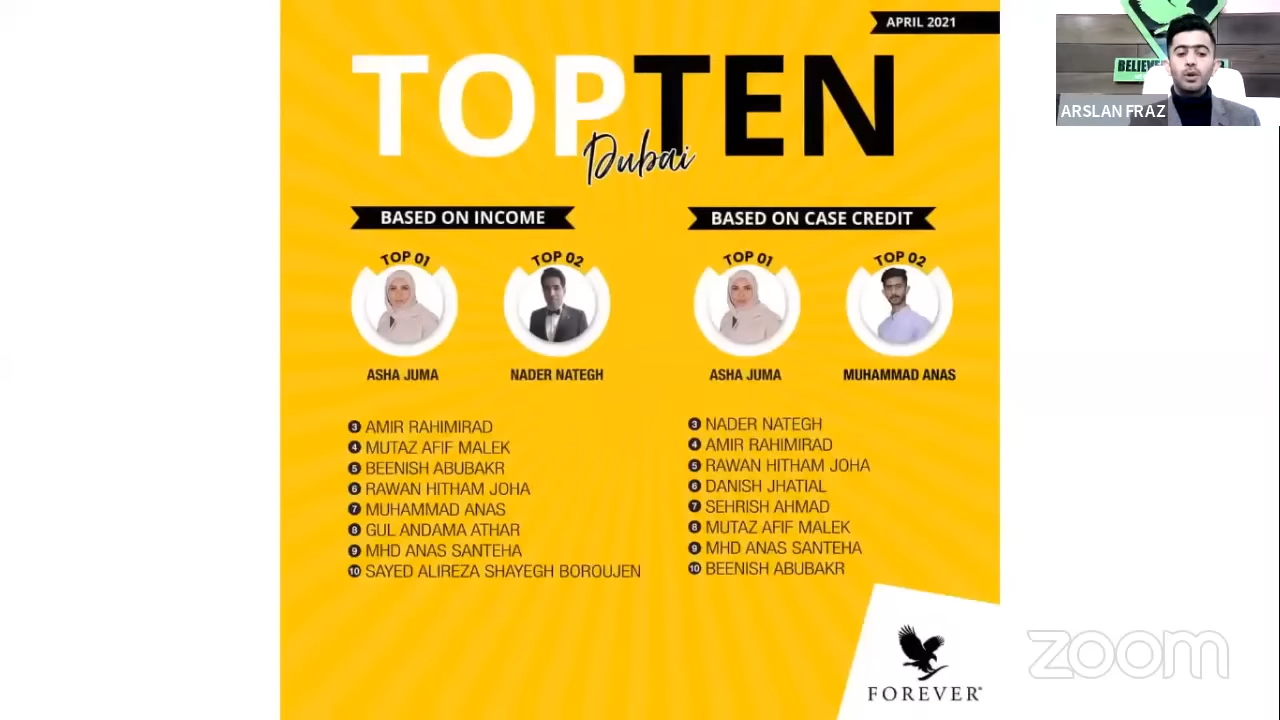 APRIL 2021
TOPTEN
Dubai
BASED ON INCOME
TOP 01
TOP 02
ASHA JUMA
NADER NATEGH
3 AMIR RAHIMIRAD
4 MUTAZ AFIF MALEK
5 BEENISH ABUBAKR
6 RAWAN HITHAM JOHA
7 MUHAMMAD ANAS
8 GUL ANDAMA ATHAR
9 MHD ANAS SANTEHA
10 SAYED ALIREZA SHAYEGH BOROUJEN
BASED ON CASE CREDIT
TOP 01
TOP 02
ASHA JUMA
MUHAMMAD ANAS
3 NADER NATEGH
4 AMIR RAHIMIRAD
5 RAWAN HITHAM JOHA
6 DANISH JHATIAL
7 SEHRISH AHMAD
8 MUTAZ AFIF MALEK
9 MHD ANAS SANTEHA
10 BEENISH ABUBAKR
FOREVER
ARSLAN FRAZ
zoom